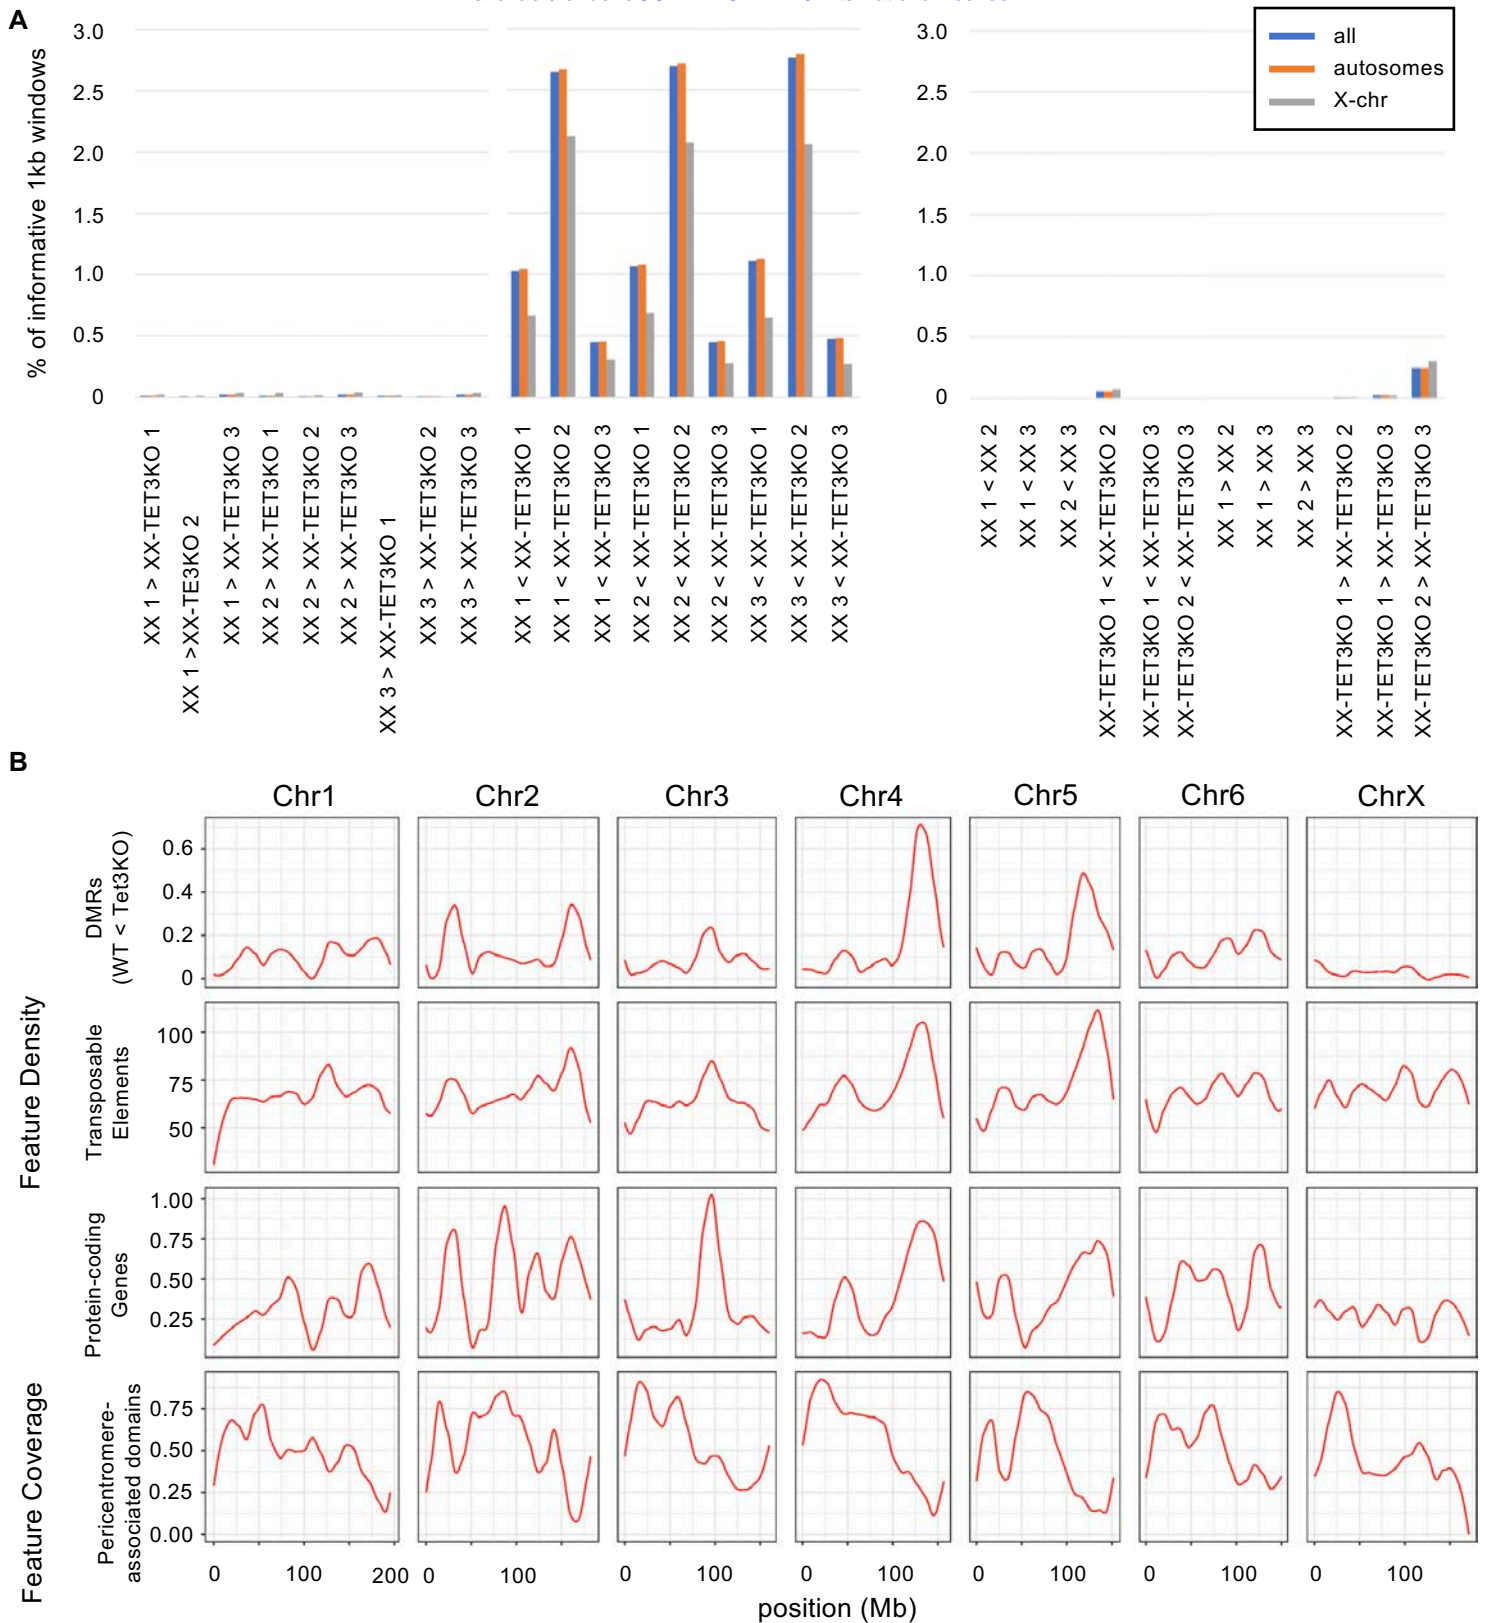 A
3.0
2.5
2.0
1.5
1.0
0.5
0
% of informative 1kb windows
3.0
2.5
2.0
1.5
1.0
0.5
0
all
autosomes
X-chr
XX 1 > XX-TET3KO 1
XX 1 >XX-TE3KO 2
XX 1 > XX-TET3KO 3
XX 2 > XX-TET3KO 1
XX 2 > XX-TET3KO 2
XX 2 > XX-TET3KO 3
XX 3 > XX-TET3KO 1
XX 3 > XX-TET3KO 2
XX 3 > XX-TET3KO 3
XX 1 < XX-TET3KO 1
XX 1 < XX-TET3KO 2
XX 1 < XX-TET3KO 3
XX 2 < XX-TET3KO 1
XX 2 < XX-TET3KO 2
XX 2 < XX-TET3KO 3
XX 3 < XX-TET3KO 1
XX 3 < XX-TET3KO 2
XX 3 < XX-TET3KO 3
XX 1 < XX 2
XX 1 < XX 3
XX 2 < XX 3
XX-TET3KO 1 < XX-TET3KO 2
XX-TET3KO 1 < XX-TET3KO 3
XX-TET3KO 2 < XX-TET3KO 3
XX 1 > XX 2
XX 1 > XX 3
XX 2 > XX 3
XX-TET3KO 1 > XX-TET3KO 2
XX-TET3KO 1 > XX-TET3KO 3
XX-TET3KO 2 > XX-TET3KO 3
B
Chr1 Chr2 Chr3 Chr4 Chr5 Chr6 ChrX
Feature Density
DMRs
(WT < Tet3KO)
0.6
0.4
0.2
0
Transposable
Elements
100
75
50
Protein-coding
Genes
1.00
0.75
0.50
0.25
Feature Coverage
Pericentromere-
associated domains
0.75
0.50
0.25
0.00
0 100 200 0 100 0 100 0 100 0 100 0 100 0 100
position (Mb)